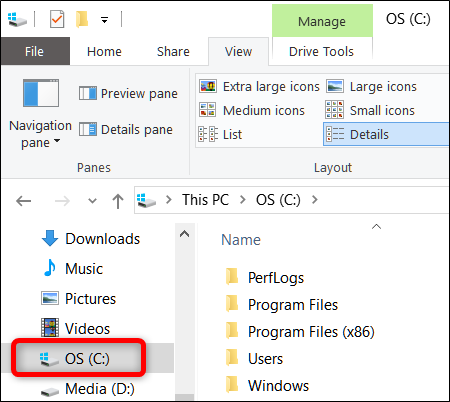 Manage OS (C:)
File Home Share View Drive Tools
Navigation pane
Preview pane
Details pane
Extra large icons Large icons
Medium icons Small icons
List Details
Panes Layout
This PC OS (C:)
Downloads
Music
Pictures
Videos
OS (C:)
Media (D:)
Name
PerfLogs
Program Files
Program Files (x86)
Users
Windows